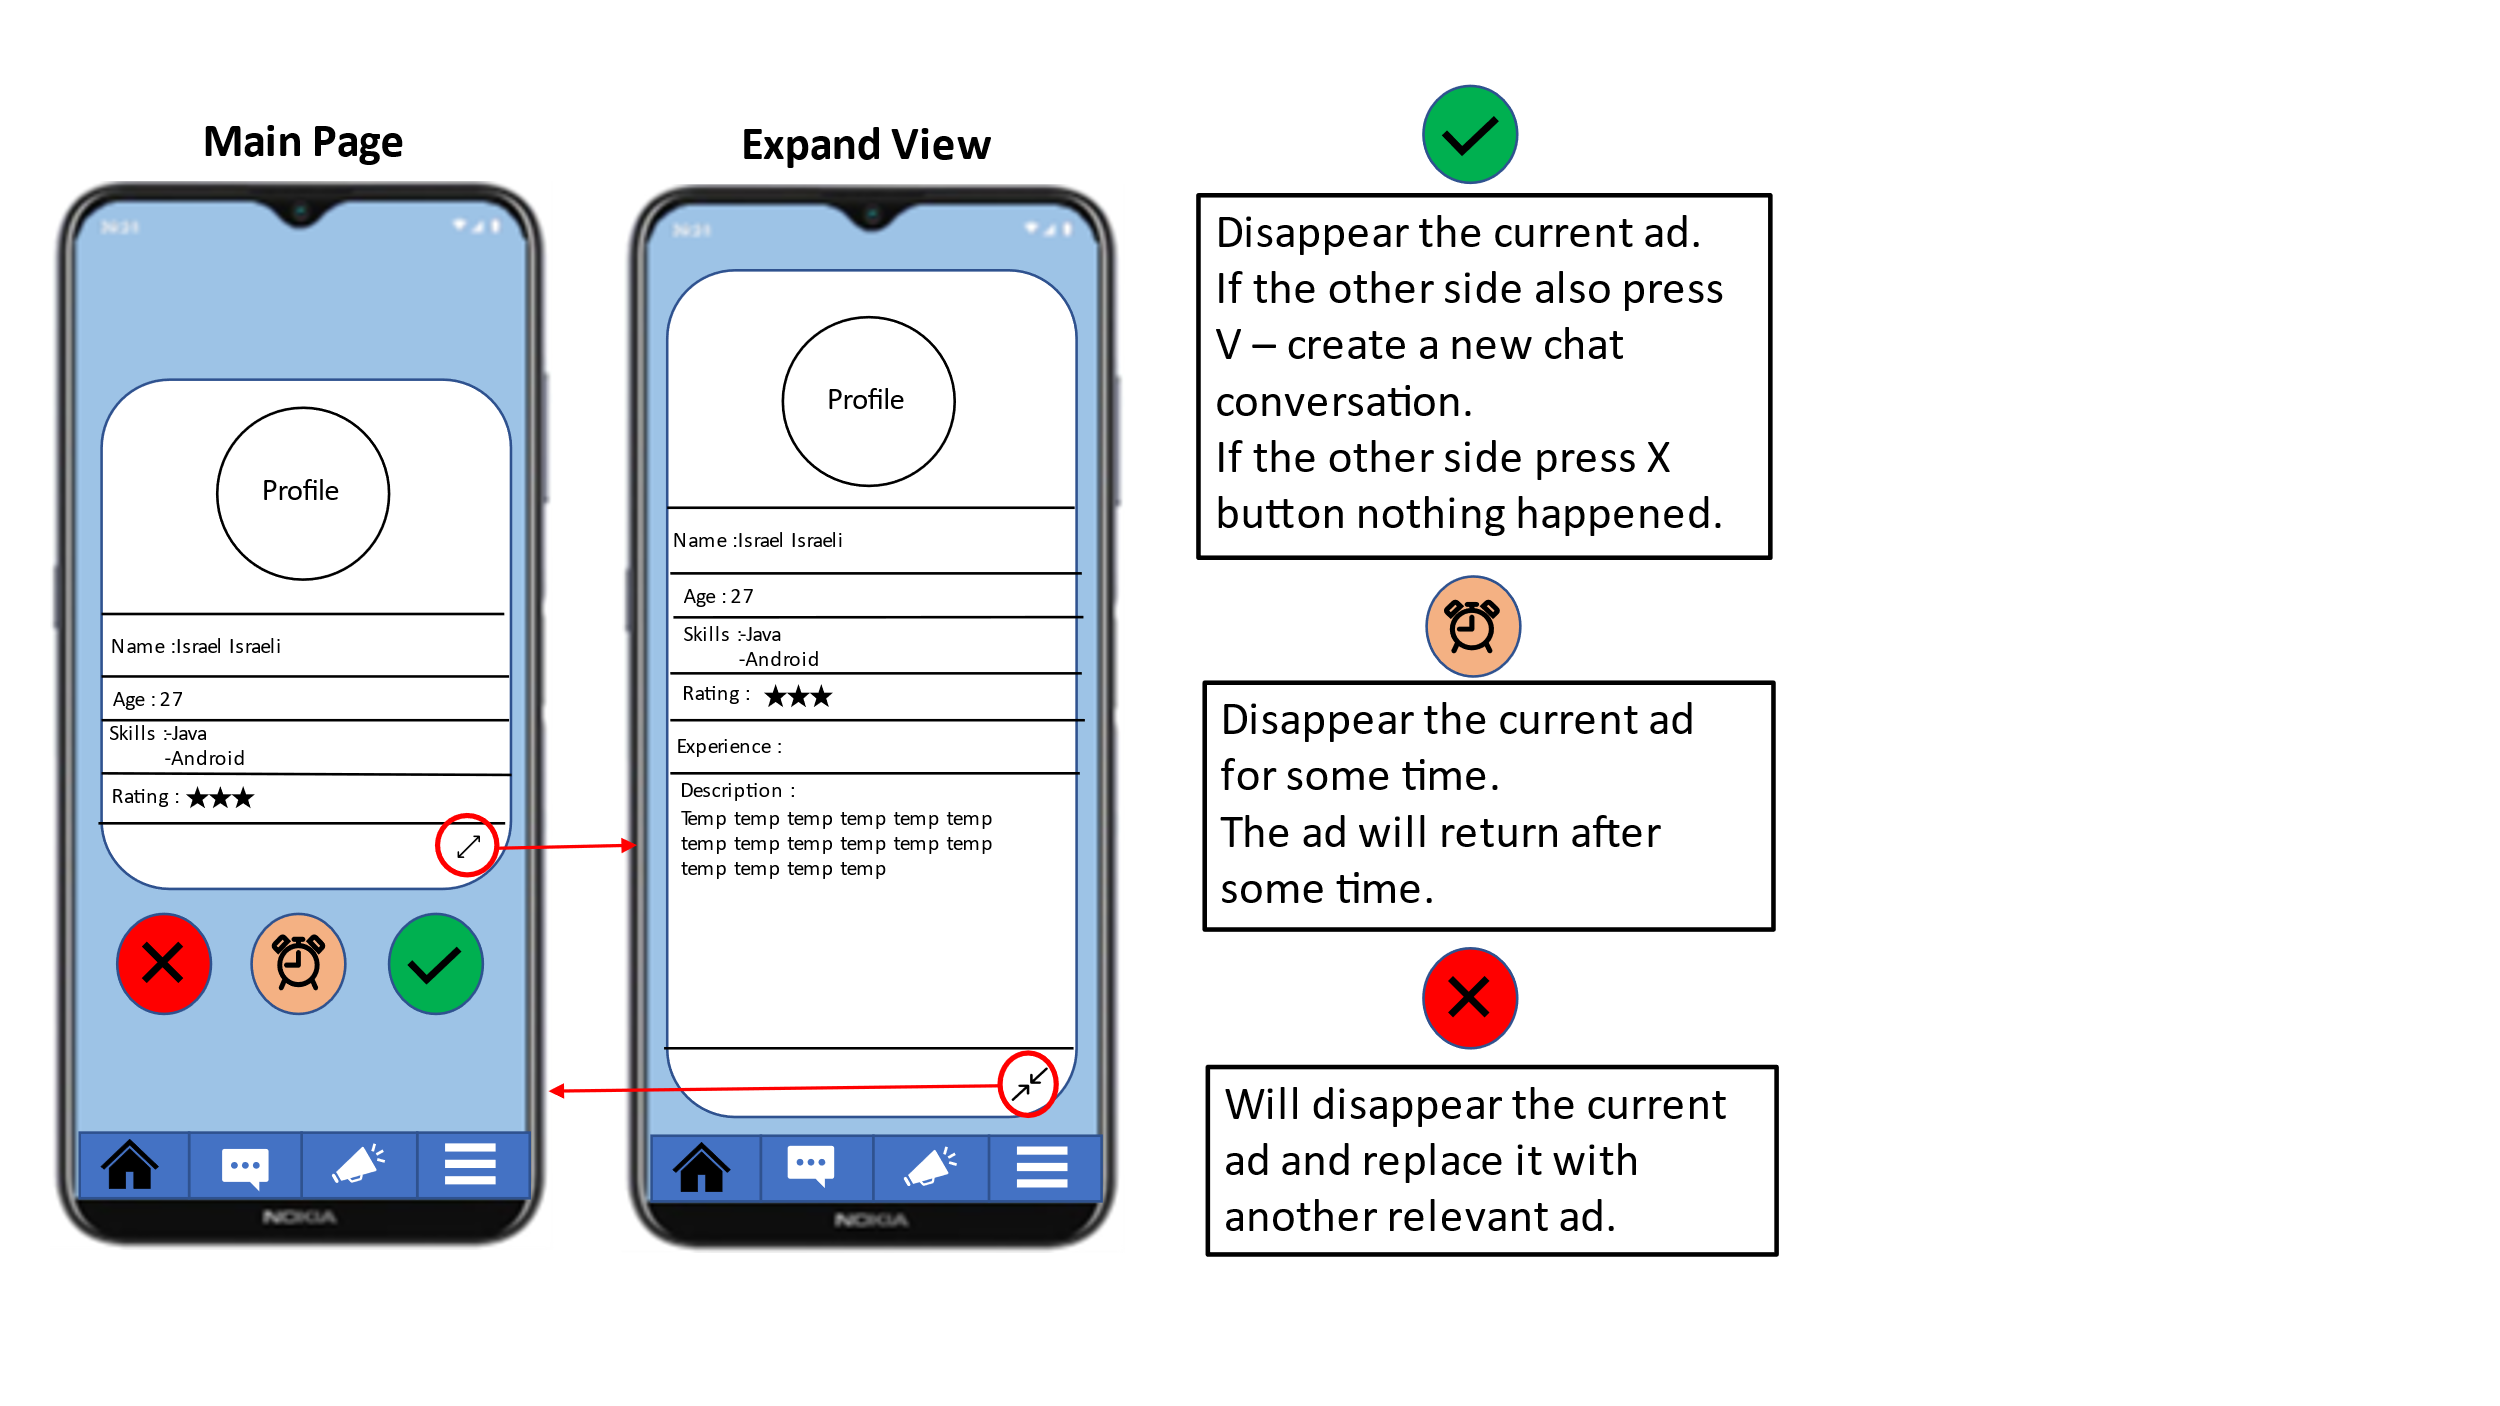 Main Page
Profile
Name :Israel Israeli
Age : 27
Skills :-Java
-Android
Rating : ★★★
NOKIA
Expand View
Profile
Name :Israel Israeli
Age : 27
Skills :-Java
-Android
Rating : ★★★
Experience :
Description :
Temp temp temp temp temp temp
temp temp temp temp temp temp
temp temp temp temp
NOKIA
Disappear the current ad.
If the other side also press
V – create a new chat
conversation.
If the other side press X
button nothing happened.
Disappear the current ad
for some time.
The ad will return after
some time.
Will disappear the current
ad and replace it with
another relevant ad.